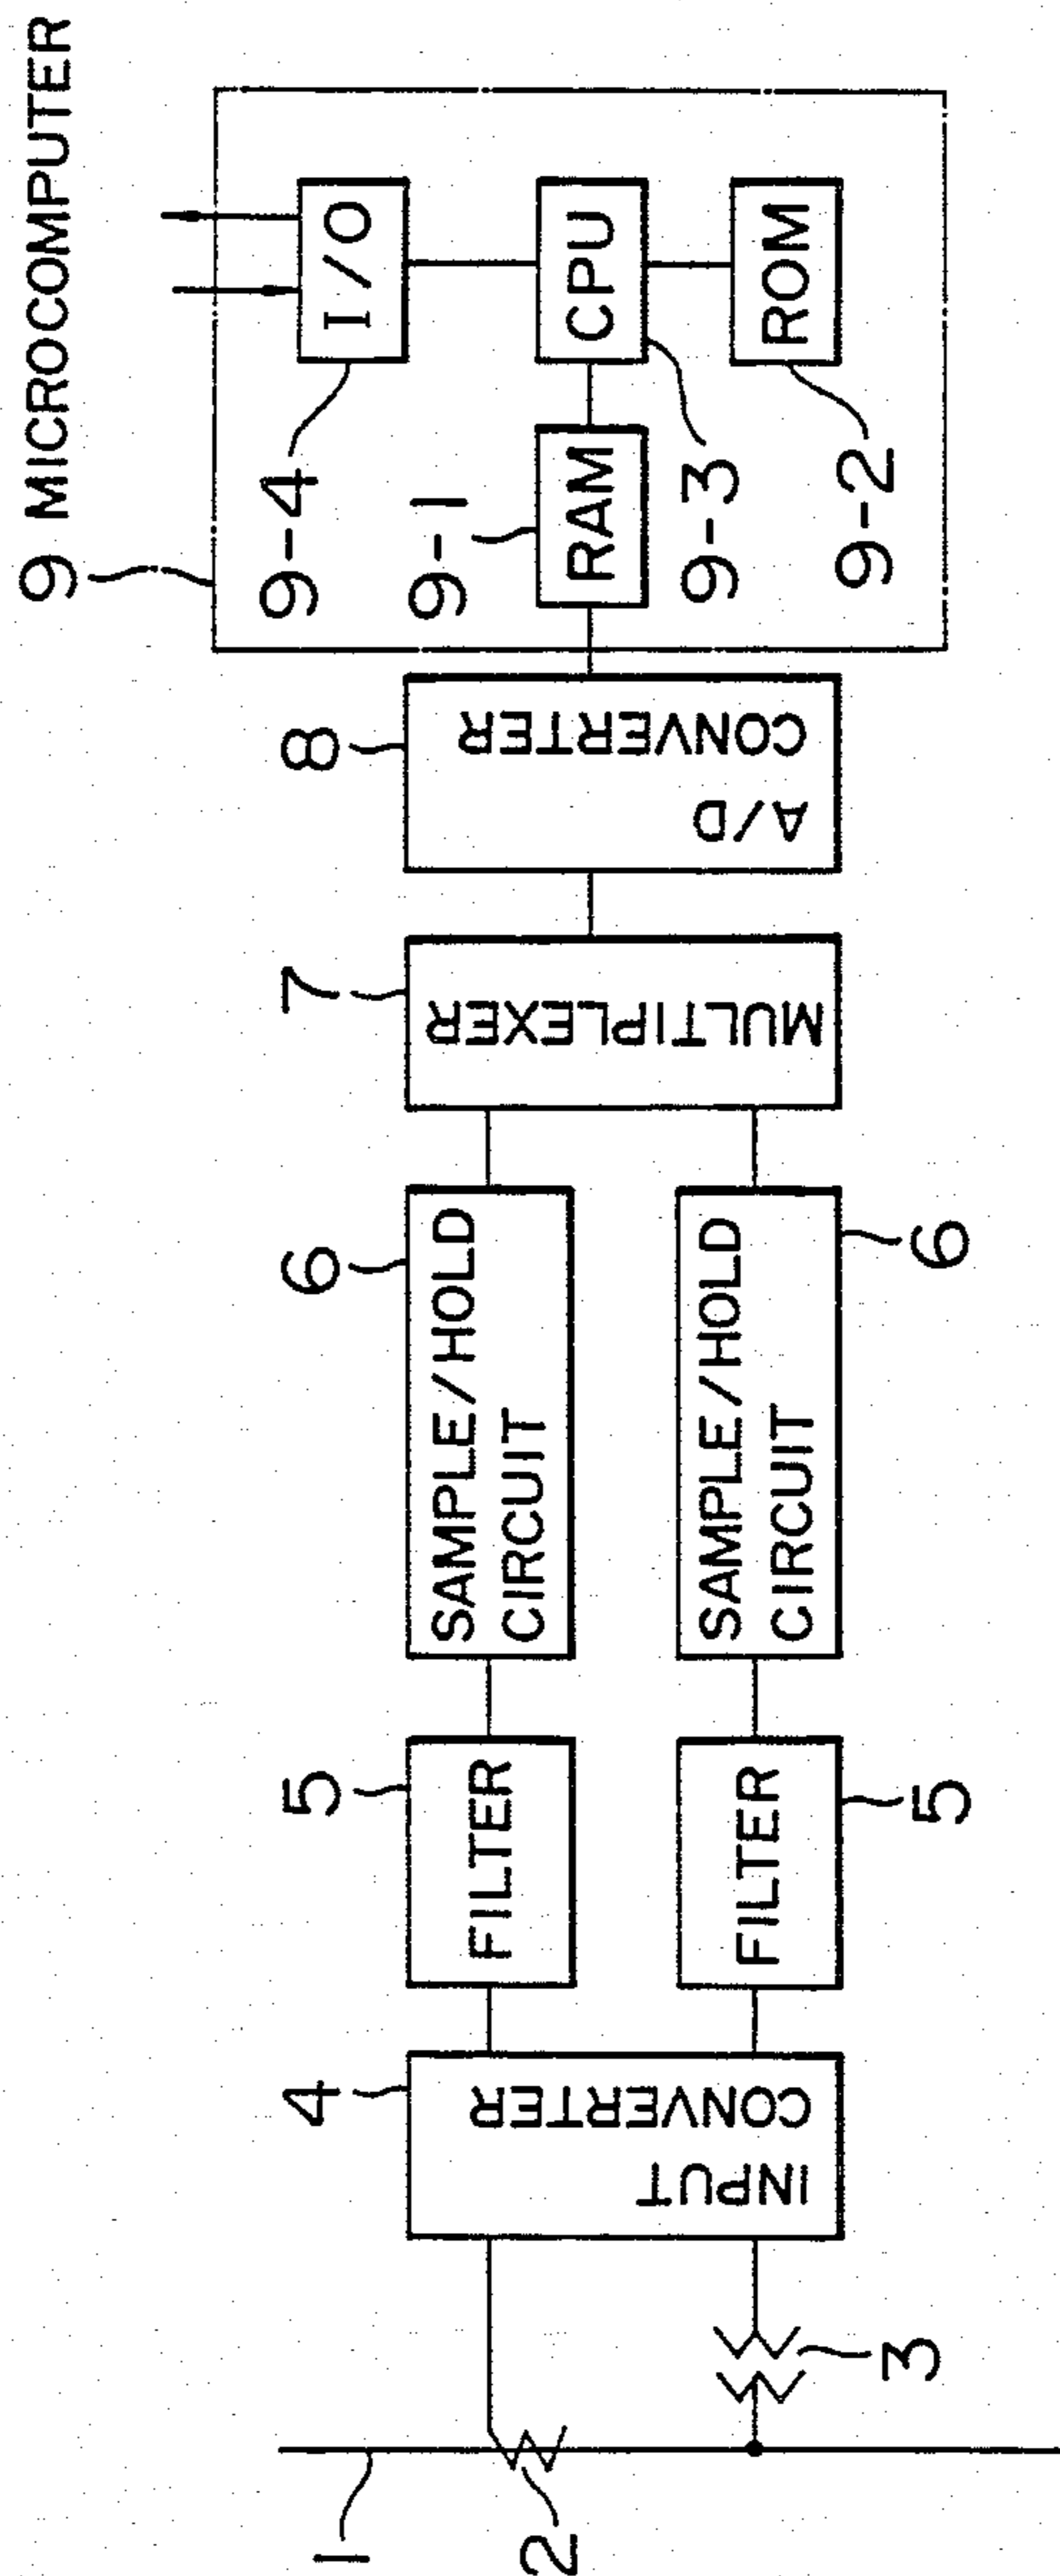 9 MICROCOMPUTER
9-4
I/O
9-1
RAM
CPU
9-3
ROM
9-2
8
A/D
CONVERTER
7
MULTIPLEXER
6
SAMPLE/HOLD
CIRCUIT
SAMPLE/HOLD
CIRCUIT
6
5
FILTER
FILTER
5
4
INPUT
CONVERTER
3
1
2